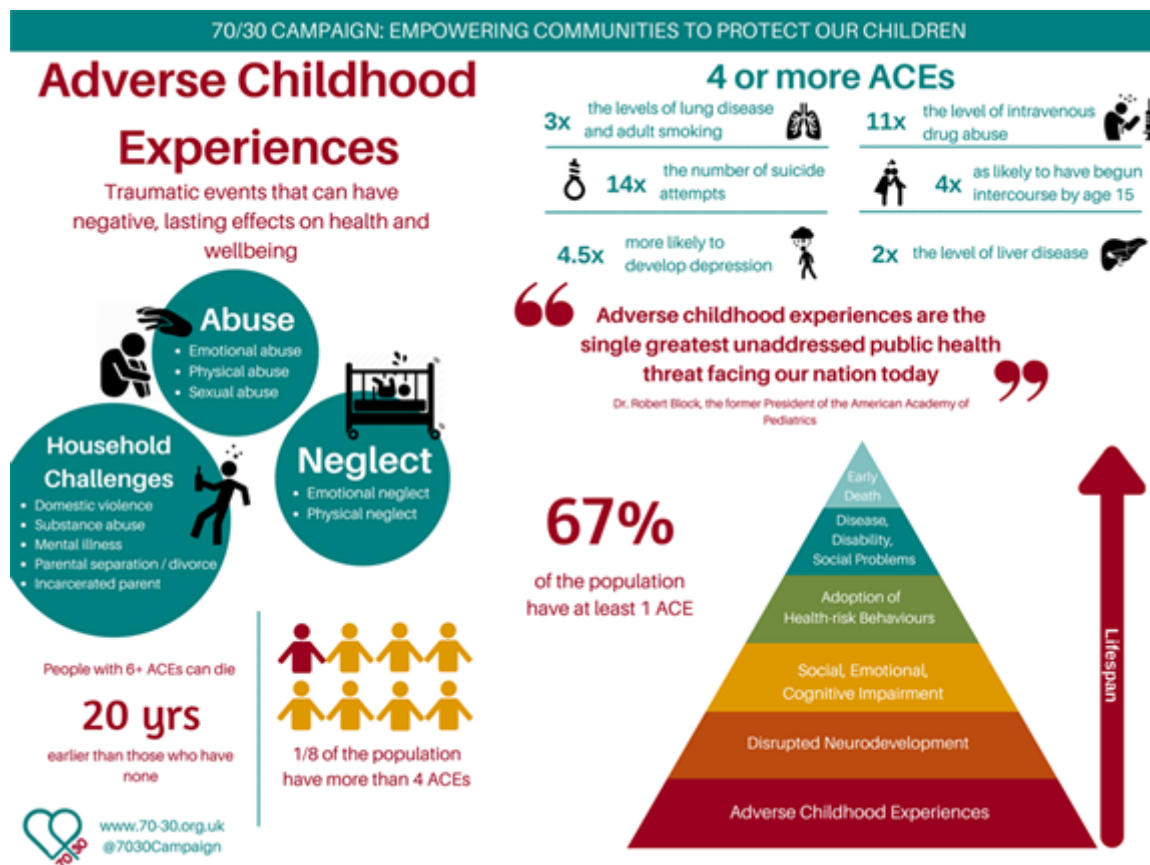 70/30 CAMPAIGN: EMPOWERING COMMUNITIES TO PROTECT OUR CHILDREN
Adverse Childhood
Experiences
Traumatic events that can have
negative, lasting effects on health and
wellbeing
Abuse
• Emotional abuse
• Physical abuse
• Sexual abuse
Household
Challenges
• Domestic violence
• Substance abuse
• Mental illness
• Parental separation / divorce
• Incarcerated parent
Neglect
• Emotional neglect
• Physical neglect
People with 6+ ACEs can die
20 yrs
earlier than those who have
none
1/8 of the population
have more than 4 ACEs
www.70-30.org.uk
@7030Campaign
70/30
4 or more ACEs
3x
the levels of lung disease
and adult smoking
11x
the level of intravenous
drug abuse
14x
the number of suicide
attempts
4x
as likely to have begun
intercourse by age 15
4.5x
more likely to
develop depression
2x
the level of liver disease
“
Adverse childhood experiences are the
single greatest unaddressed public health
threat facing our nation today
”
Dr. Robert Block, the former President of the American Academy of
Pediatrics
67%
of the population
have at least 1 ACE
Early
Death
Disease,
Disability,
Social Problems
Adoption of
Health-risk Behaviours
Social, Emotional,
Cognitive Impairment
Disrupted Neurodevelopment
Adverse Childhood Experiences
Lifespan